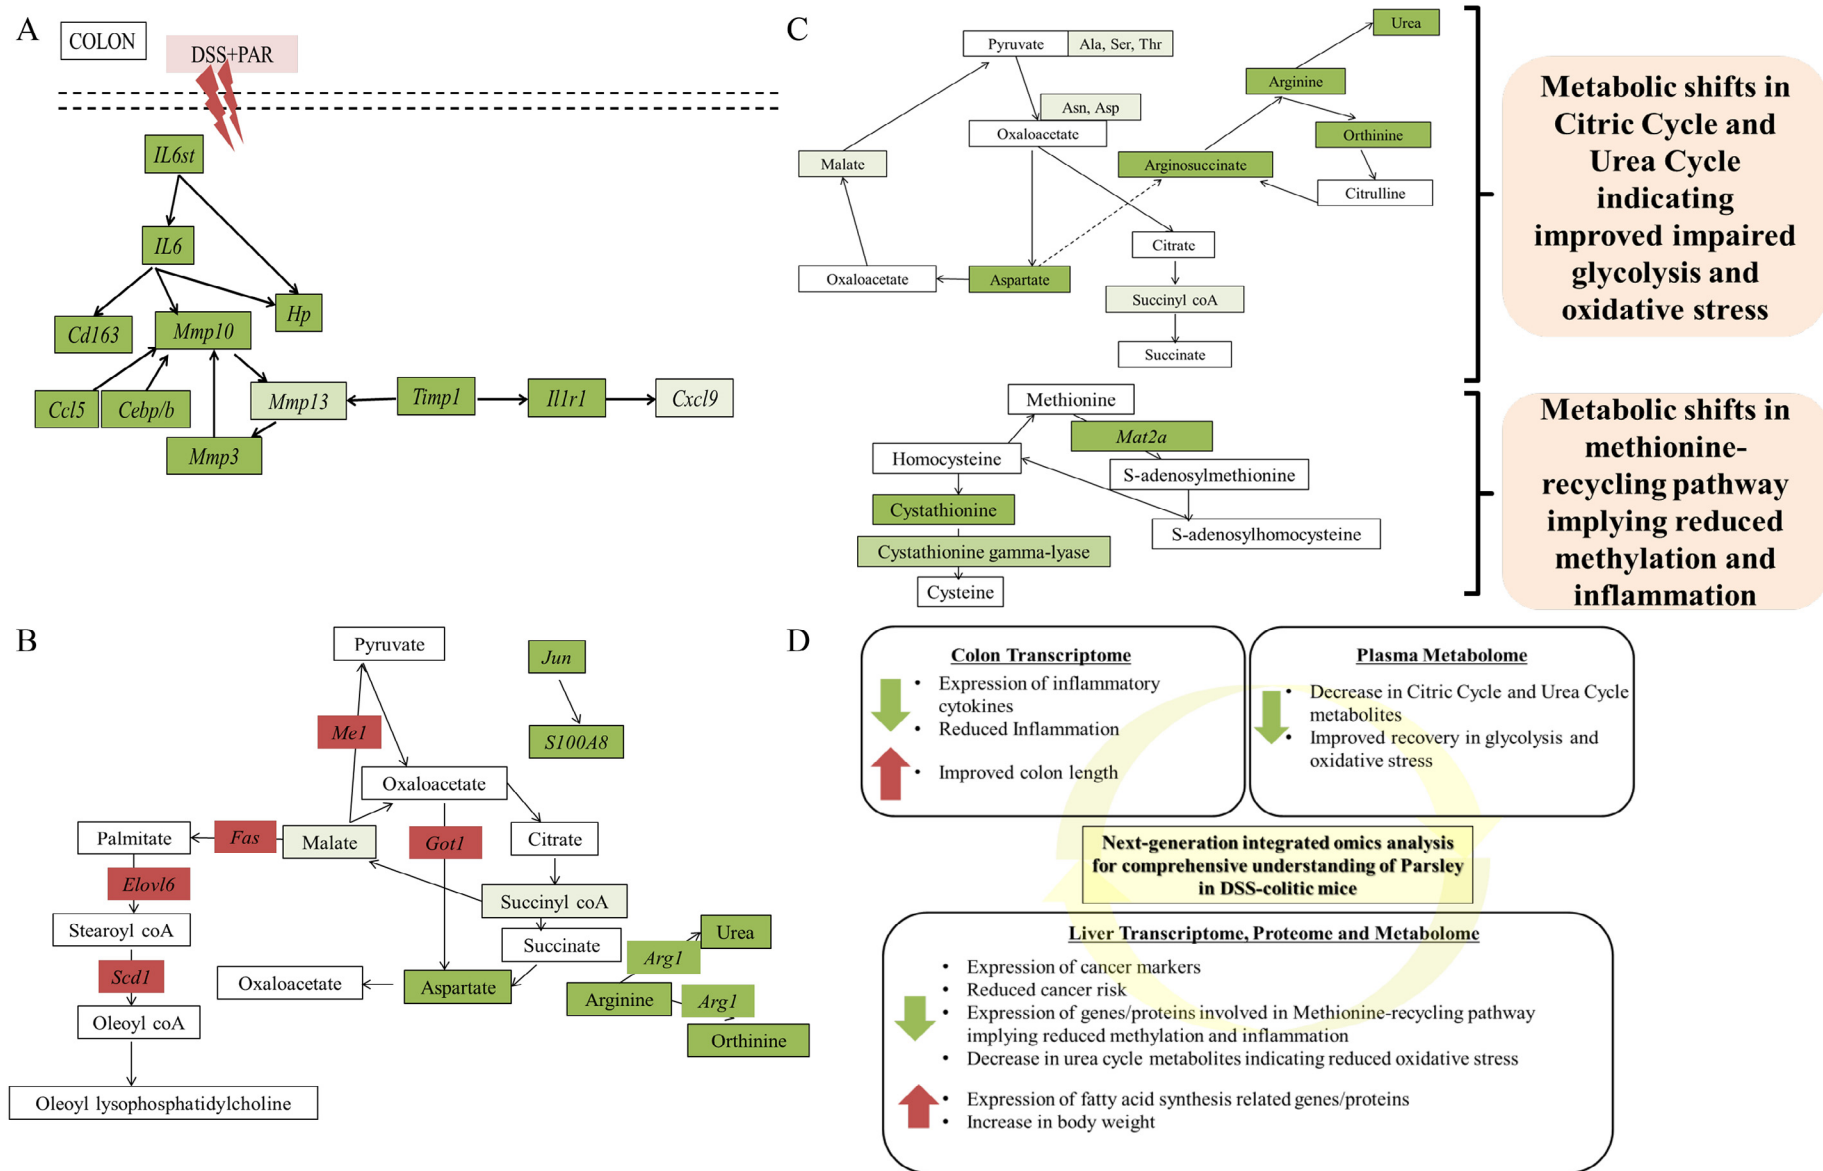 A
COLON
DSS+PAR
IL6st
IL6
Hp
Cd163
Mmp10
Ccl5
Cebp/b
Mmp13
Timp1
Il1r1
Cxcl9
Mmp3
B
Pyruvate
Jun
Me1
S100A8
Oxaloacetate
Palmitate
Fas
Malate
Got1
Citrate
Elovl6
Succinyl coA
Stearoyl coA
Succinate
Urea
Arg1
Scd1
Oxaloacetate
Aspartate
Arginine
Arg1
Oleoyl coA
Orthinine
Oleoyl lysophosphatidylcholine
C
Pyruvate
Ala, Ser, Thr
Urea
Arginine
Asn, Asp
Oxaloacetate
Orthinine
Malate
Arginosuccinate
Citrulline
Citrate
Oxaloacetate
Aspartate
Succinyl coA
Succinate
Metabolic shifts in
Citric Cycle and
Urea Cycle
indicating
improved impaired
glycolysis and
oxidative stress
Methionine
Mat2a
Homocysteine
S-adenosylmethionine
Cystathionine
S-adenosylhomocysteine
Cystathionine gamma-lyase
Cysteine
Metabolic shifts in
methionine-
recycling pathway
implying reduced
methylation and
inflammation
D
Colon Transcriptome
• Expression of inflammatory
cytokines
• Reduced Inflammation
• Improved colon length
Plasma Metabolome
• Decrease in Citric Cycle and Urea Cycle
metabolites
• Improved recovery in glycolysis and
oxidative stress
Next-generation integrated omics analysis
for comprehensive understanding of Parsley
in DSS-colitic mice
Liver Transcriptome, Proteome and Metabolome
• Expression of cancer markers
• Reduced cancer risk
• Expression of genes/proteins involved in Methionine-recycling pathway
implying reduced methylation and inflammation
• Decrease in urea cycle metabolites indicating reduced oxidative stress
• Expression of fatty acid synthesis related genes/proteins
• Increase in body weight